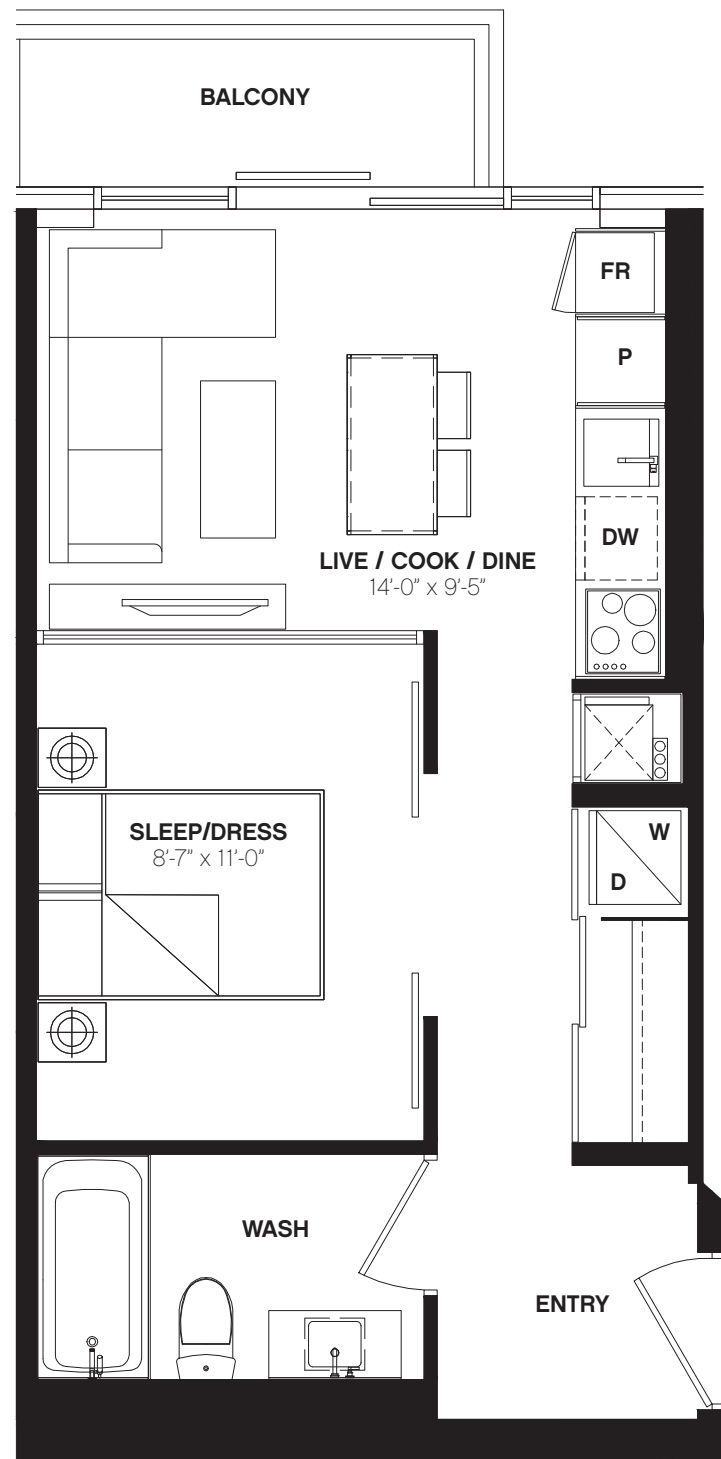 BALCONY
FR
P
DW
LIVE / COOK / DINE
14'-0" x 9'-5"
SLEEP/DRESS
8'-7" x 11'-0"
W
D
WASH
ENTRY